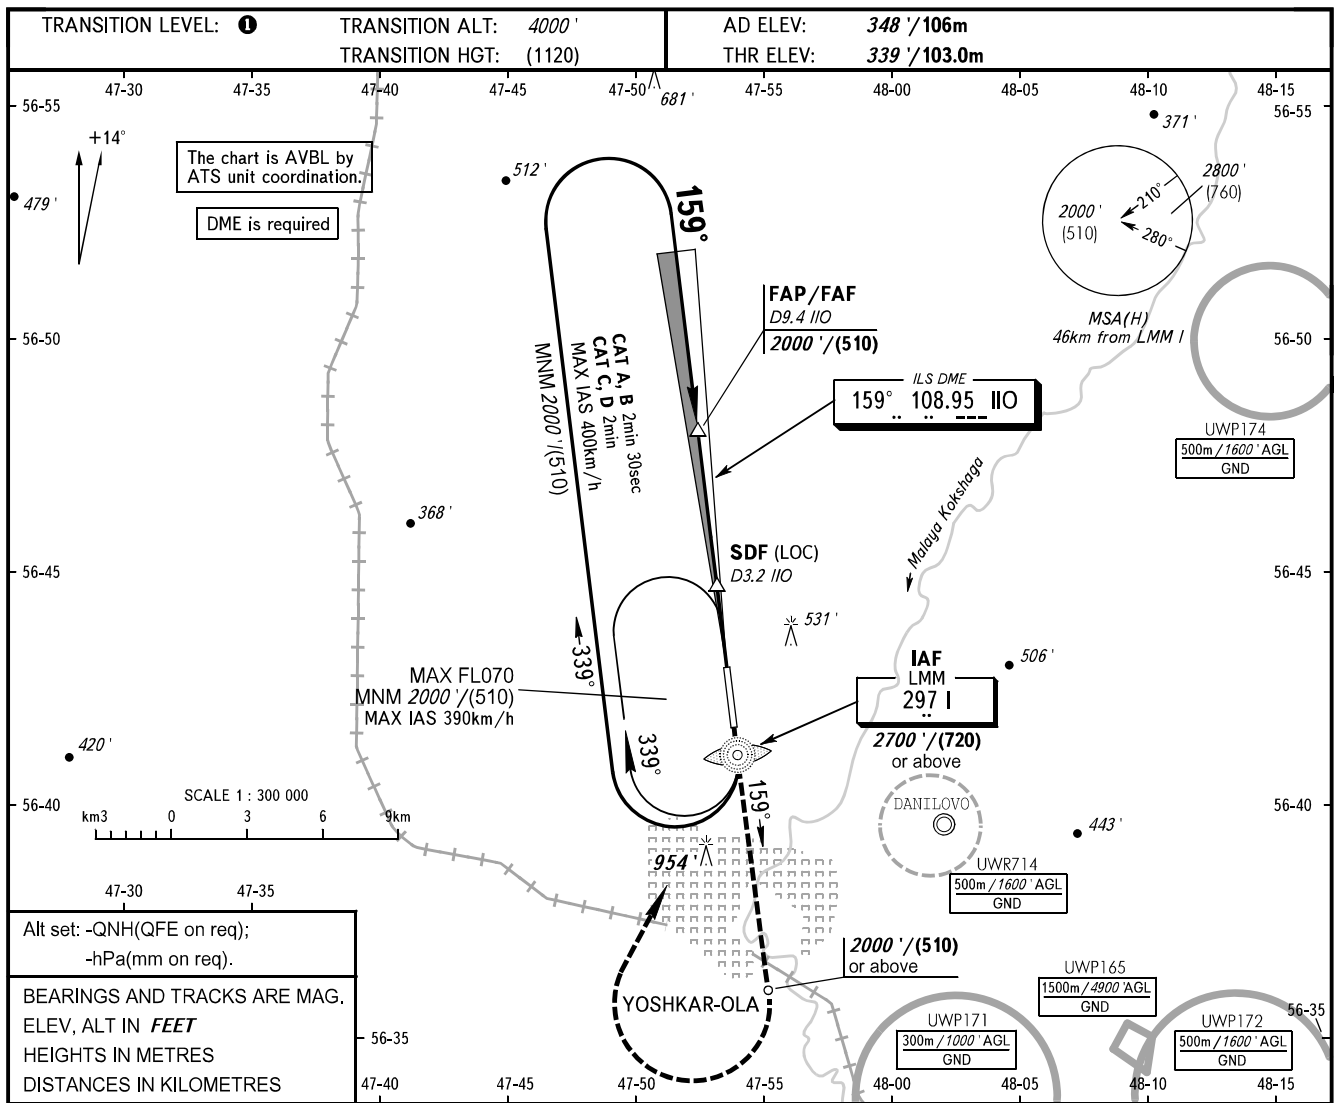 TRANSITION LEVEL: ❶
TRANSITION ALT: 4000 '
TRANSITION HGT: (1120)
AD ELEV: 348 '/106m
THR ELEV: 339 '/103.0m
47-30 47-35 47-40 47-45 47-50 47-55 48-00 48-05 48-10 48-15
56-55
56-55
681 '
371 '
+14°
The chart is AVBL by
ATS unit coordination.
DME is required
512 '
479 '
159°
2800 '
(760)
210°
2000 '
(510)
280°
MSA(H)
46km from LMM I
FAP/FAF
D9.4 IIO
2000 '/(510)
56-50
56-50
CAT A, B 2min 30sec
CAT C, D 2min
MAX IAS 400km/h
MNM 2000 '/(510)
ILS DME
159° 108.95 IIO
.. .. ---
UWP174
500m/1600 'AGL
GND
368 '
Malaya Kokshaga
SDF (LOC)
D3.2 IIO
56-45
56-45
531 '
339°
506 '
IAF
LMM
297 I
..
2700 '/(720)
or above
MAX FL070
MNM 2000 '/(510)
MAX IAS 390km/h
339°
159°
420 '
SCALE 1 : 300 000
km3 0 3 6 9km
56-40
56-40
DANILOVO
443 '
954 '
UWR714
500m/1600 'AGL
GND
47-30 47-35
Alt set: -QNH(QFE on req);
-hPa(mm on req).
2000 '/(510)
or above
YOSHKAR-OLA
UWP165
1500m/4900 'AGL
GND
UWP171
300m/1000 'AGL
GND
UWP172
500m/1600 'AGL
GND
56-35
56-35
BEARINGS AND TRACKS ARE MAG.
ELEV, ALT IN FEET
HEIGHTS IN METRES
DISTANCES IN KILOMETRES
47-40 47-45 47-50 47-55 48-00 48-05 48-10 48-15